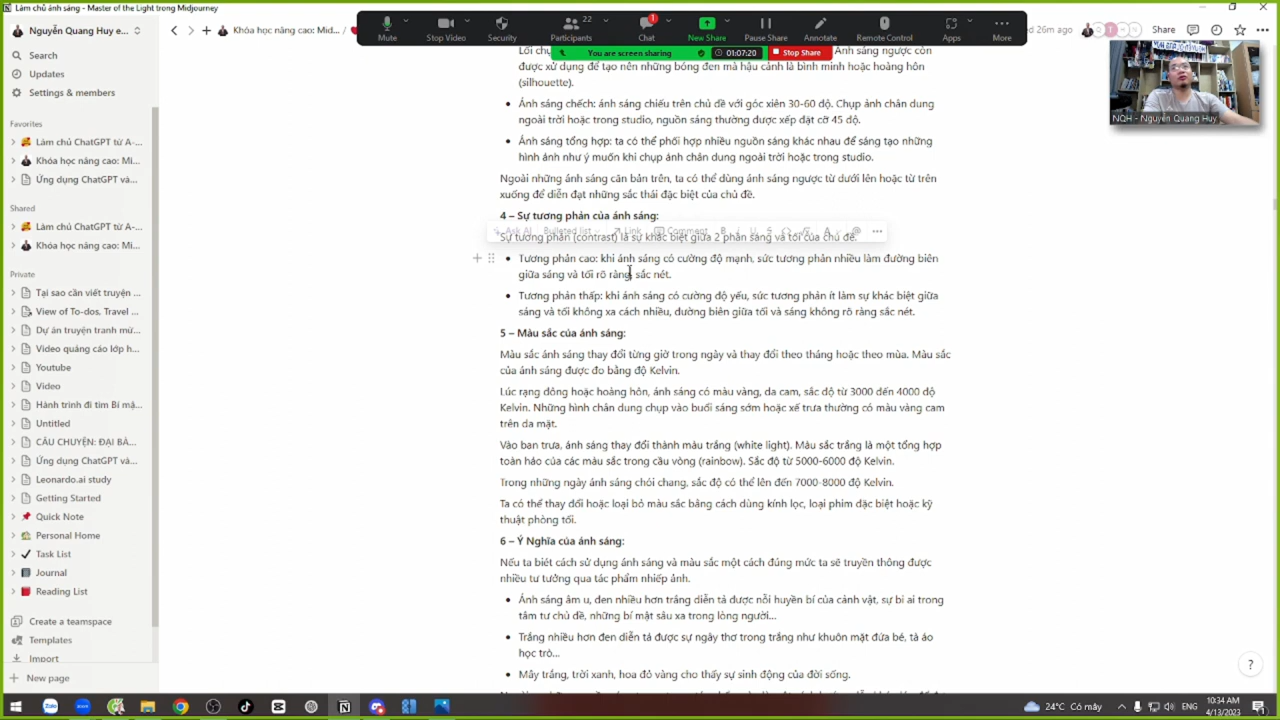 Làm chủ ánh sáng - Master of the Light trong Midjourney
Nguyễn Quang Huy e...
Khóa học nâng cao: Mid... /
Mute
Stop Video
Security
22
Participants
1
Chat
New Share
Pause Share
Annotate
Remote Control
Apps
More
26m ago
Share
You are screen sharing
01:07:20
Stop Share
NQH - Nguyễn Quang Huy
Search
Updates
Settings & members
Favorites
Làm chủ ChatGPT từ A-...
Khóa học nâng cao: Mi...
Ứng dụng ChatGPT và...
Shared
Làm chủ ChatGPT từ A-...
Khóa học nâng cao: Mi...
Private
Tại sao cần viết truyện ...
View of To-dos, Travel ...
Dự án truyện tranh mừ...
Video quảng cáo lớp h...
Youtube
Video
Hành trình đi tìm Bí mậ...
Untitled
CÂU CHUYỆN: ĐẠI BÀ...
Ứng dụng ChatGPT và...
Leonardo.ai study
Getting Started
Quick Note
Personal Home
Task List
Journal
Reading List
Create a teamspace
Templates
Import
New page
Ánh sáng ngược còn
được xử dụng để tạo nên những bóng đen mà hậu cảnh là bình minh hoặc hoàng hôn
(silhouette).
• Ánh sáng chếch: ánh sáng chiếu trên chủ đề với góc xiên 30-60 độ. Chụp ảnh chân dung
ngoài trời hoặc trong studio, nguồn sáng thường được xếp đặt cỡ 45 độ.
• Ánh sáng tổng hợp: ta có thể phối hợp nhiều nguồn sáng khác nhau để sáng tạo những
hình ảnh như ý muốn khi chụp ảnh chân dung ngoài trời hoặc trong studio.
Ngoài những ánh sáng căn bản trên, ta có thể dùng ánh sáng ngược từ dưới lên hoặc từ trên
xuống để diễn đạt những sắc thái đặc biệt của chủ đề.
4 – Sự tương phản của ánh sáng:
Ask AI Bulleted list Link Comment B I U S A @ •••
Sự tương phản (contrast) là sự khác biệt giữa 2 phần sáng và tối của chủ đề.
• Tương phản cao: khi ánh sáng có cường độ mạnh, sức tương phản nhiều làm đường biên
giữa sáng và tối rõ ràng, sắc nét.
• Tương phản thấp: khi ánh sáng có cường độ yếu, sức tương phản ít làm sự khác biệt giữa
sáng và tối không xa cách nhiều, đường biên giữa tối và sáng không rõ ràng sắc nét.
5 – Màu sắc của ánh sáng:
Màu sắc ánh sáng thay đổi từng giờ trong ngày và thay đổi theo tháng hoặc theo mùa. Màu sắc
của ánh sáng được đo bằng độ Kelvin.
Lúc rạng đông hoặc hoàng hôn, ánh sáng có màu vàng, da cam, sắc độ từ 3000 đến 4000 độ
Kelvin. Những hình chân dung chụp vào buổi sáng sớm hoặc xế trưa thường có màu vàng cam
trên da mặt.
Vào ban trưa, ánh sáng thay đổi thành màu trắng (white light). Màu sắc trắng là một tổng hợp
toàn hảo của các màu sắc trong cầu vòng (rainbow). Sắc độ từ 5000-6000 độ Kelvin.
Trong những ngày ánh sáng chói chang, sắc độ có thể lên đến 7000-8000 độ Kelvin.
Ta có thể thay đổi hoặc loại bỏ màu sắc bằng cách dùng kính lọc, loại phim đặc biệt hoặc kỹ
thuật phòng tối.
6 – Ý Nghĩa của ánh sáng:
Nếu ta biết cách sử dụng ánh sáng và màu sắc một cách đúng mức ta sẽ truyền thông được
nhiều tư tưởng qua tác phẩm nhiếp ảnh.
• Ánh sáng âm u, đen nhiều hơn trắng diễn tả được nỗi huyền bí của cảnh vật, sự bi ai trong
tâm tư chủ đề, những bí mật sâu xa trong lòng người...
• Trắng nhiều hơn đen diễn tả được sự ngây thơ trong trắng như khuôn mặt đứa bé, tà áo
học trò...
• Mây trắng, trời xanh, hoa đỏ vàng cho thấy sự sinh động của đời sống.
?
24°C Có mây
ENG
10:34 AM
4/13/2023